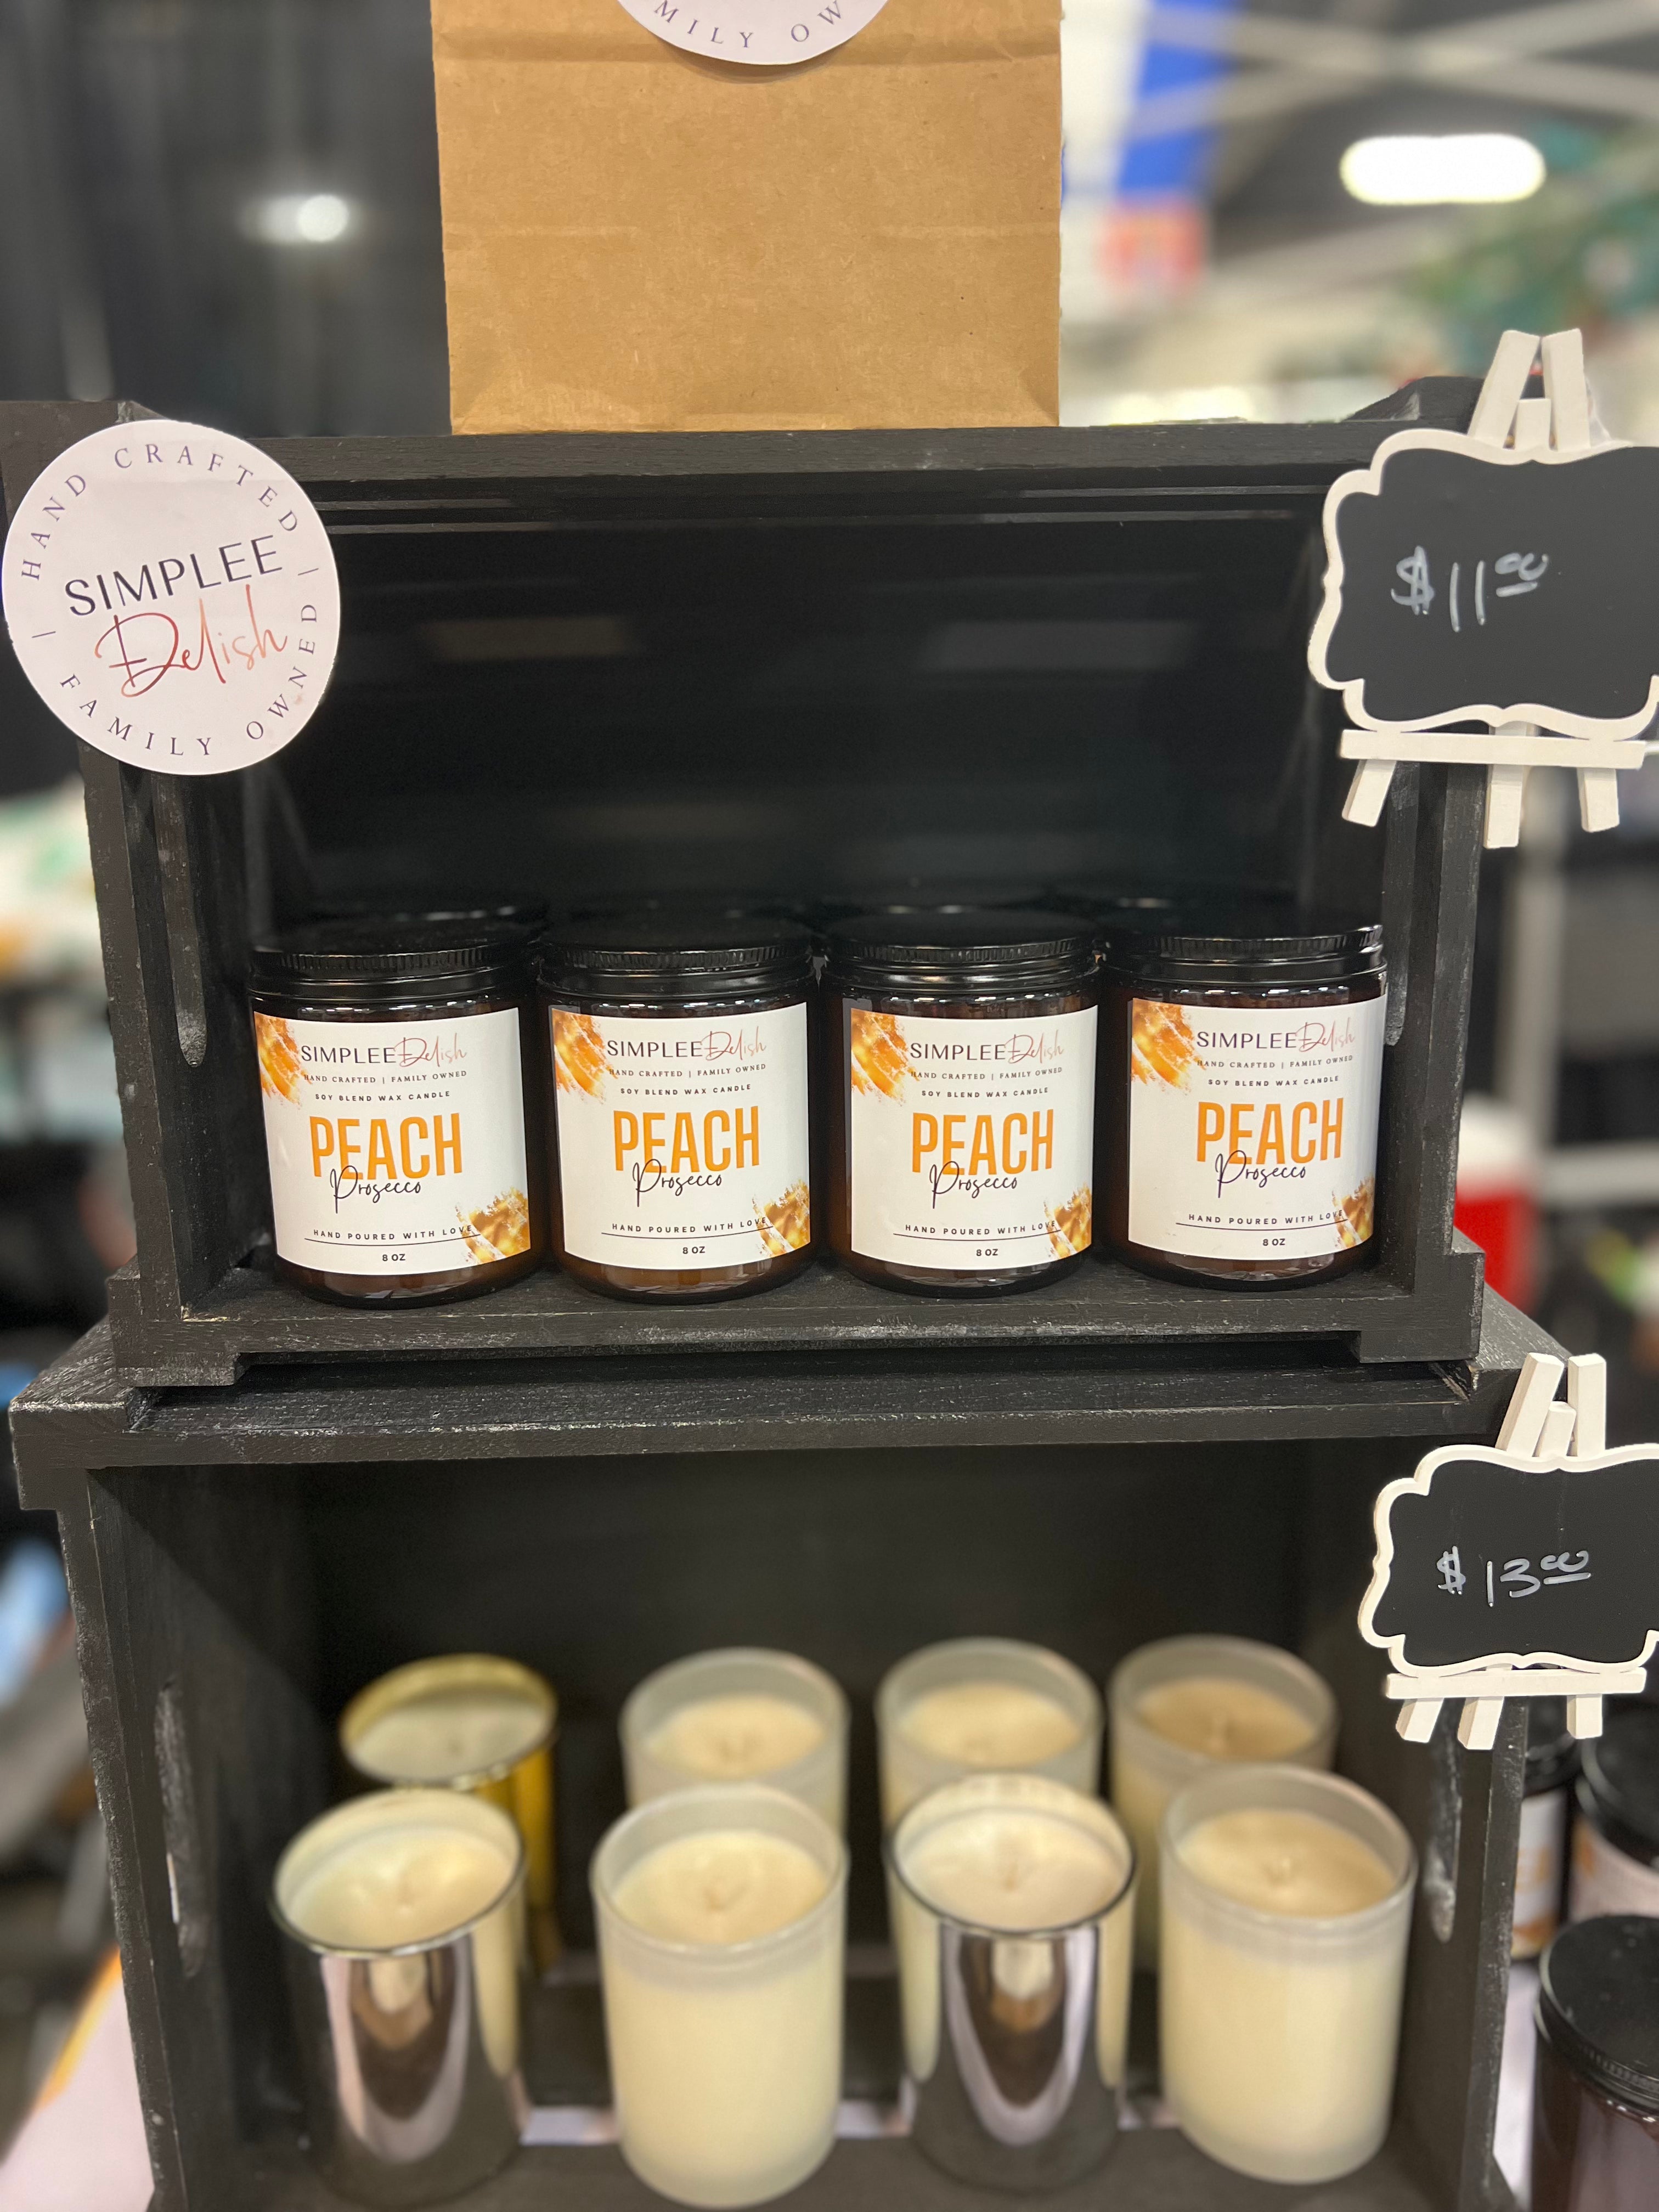 MILY OW
HAND CRAFTED
SIMPLEE
Delish
| FAMILY OWNED |
$11.00
SIMPLEE Delish
HAND CRAFTED | FAMILY OWNED
SOY BLEND WAX CANDLE
PEACH
Prosecco
HAND POURED WITH LOVE
8 OZ
SIMPLEE Delish
HAND CRAFTED | FAMILY OWNED
SOY BLEND WAX CANDLE
PEACH
Prosecco
HAND POURED WITH LOVE
8 OZ
SIMPLEE Delish
HAND CRAFTED | FAMILY OWNED
SOY BLEND WAX CANDLE
PEACH
Prosecco
HAND POURED WITH LOVE
8 OZ
SIMPLEE Delish
HAND CRAFTED | FAMILY OWNED
SOY BLEND WAX CANDLE
PEACH
Prosecco
HAND POURED WITH LOVE
8 OZ
$13.00